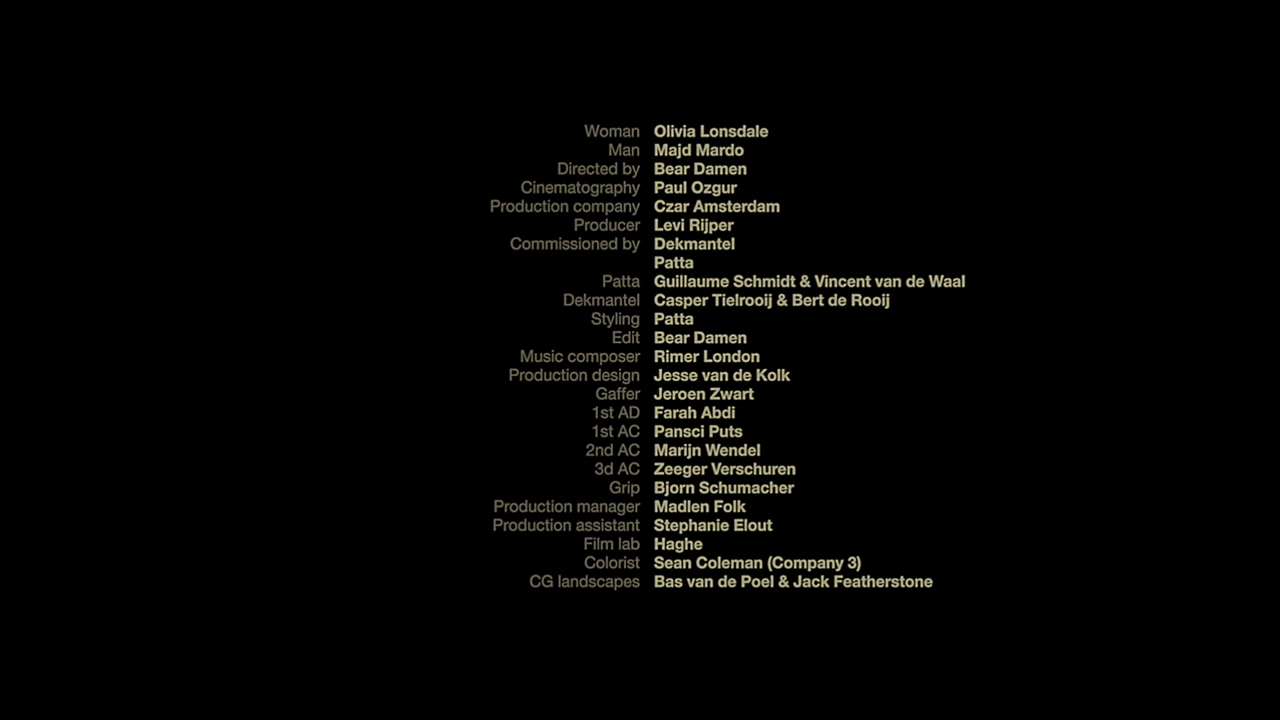 Woman Olivia Lonsdale
Man Majd Mardo
Directed by Bear Damen
Cinematography Paul Ozgur
Production company Czar Amsterdam
Producer Levi Rijper
Commissioned by Dekmantel
Patta
Patta Guillaume Schmidt & Vincent van de Waal
Dekmantel Casper Tielrooij & Bert de Rooij
Styling Patta
Edit Bear Damen
Music composer Rimer London
Production design Jesse van de Kolk
Gaffer Jeroen Zwart
1st AD Farah Abdi
1st AC Pansci Puts
2nd AC Marijn Wendel
3d AC Zeeger Verschuren
Grip Bjorn Schumacher
Production manager Madlen Folk
Production assistant Stephanie Elout
Film lab Haghe
Colorist Sean Coleman (Company 3)
CG landscapes Bas van de Poel & Jack Featherstone